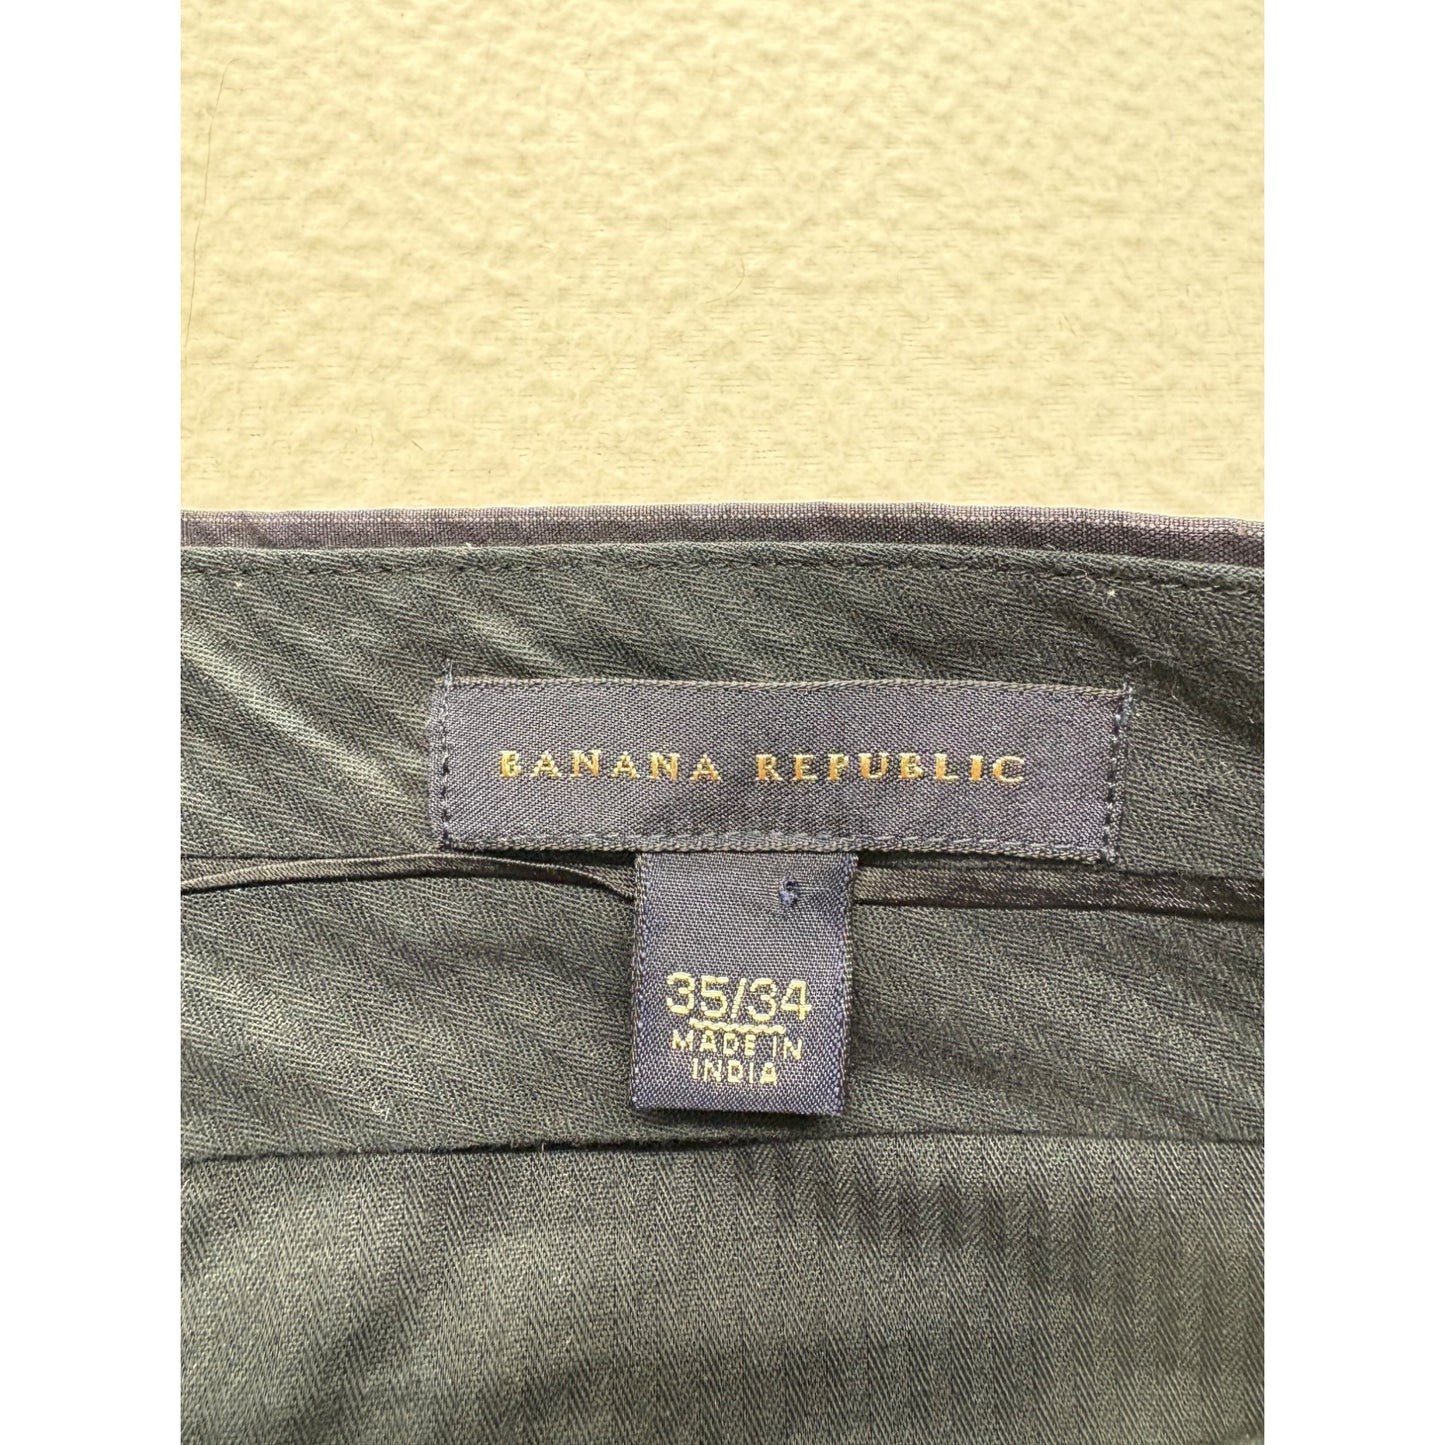 BANANA REPUBLIC
35/34
MADE IN
INDIA